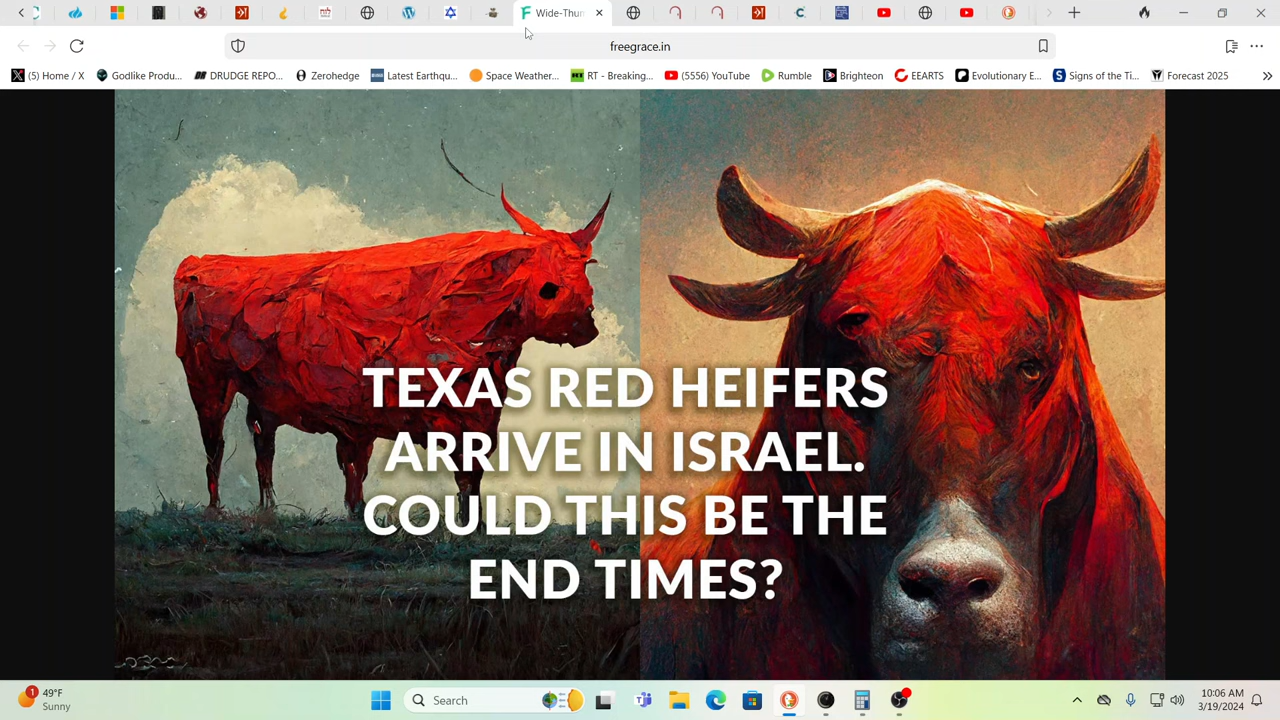 Wide-Thum
freegrace.in
(5) Home / X
Godlike Produ...
DRUDGE REPO...
Zerohedge
Latest Earthqu...
Space Weather...
RT - Breaking...
(5556) YouTube
Rumble
Brighteon
EEARTS
Evolutionary E...
Signs of the Ti...
Forecast 2025
TEXAS RED HEIFERS
ARRIVE IN ISRAEL.
COULD THIS BE THE
END TIMES?
1
49°F
Sunny
Search
10:06 AM
3/19/2024